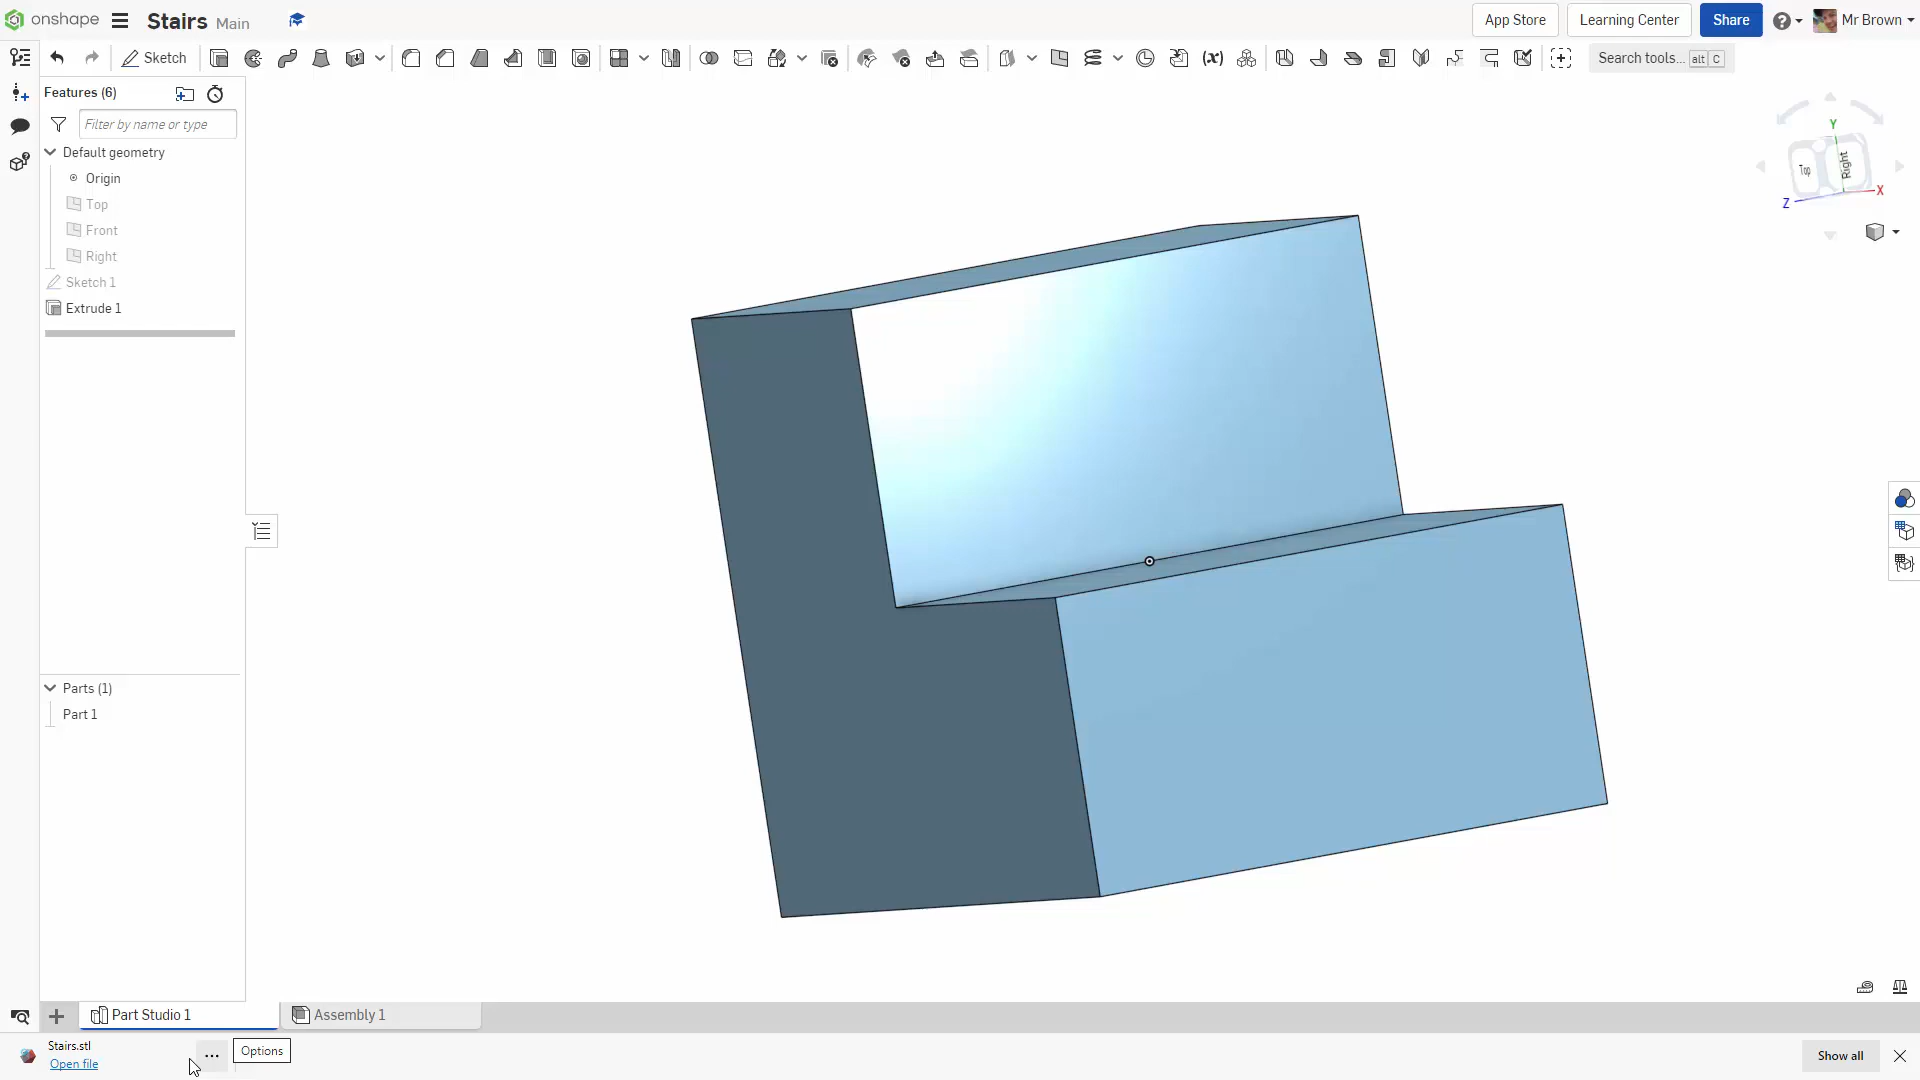 onshape Stairs Main App Store Learning Center Share Mr Brown
Sketch Search tools... alt C
Features (6)
Filter by name or type
Default geometry
Origin
Top
Front
Right
Sketch 1
Extrude 1
Y
Top Right
X
Z
Parts (1)
Part 1
Part Studio 1 Assembly 1
Stairs.stl
Open file
Options
Show all